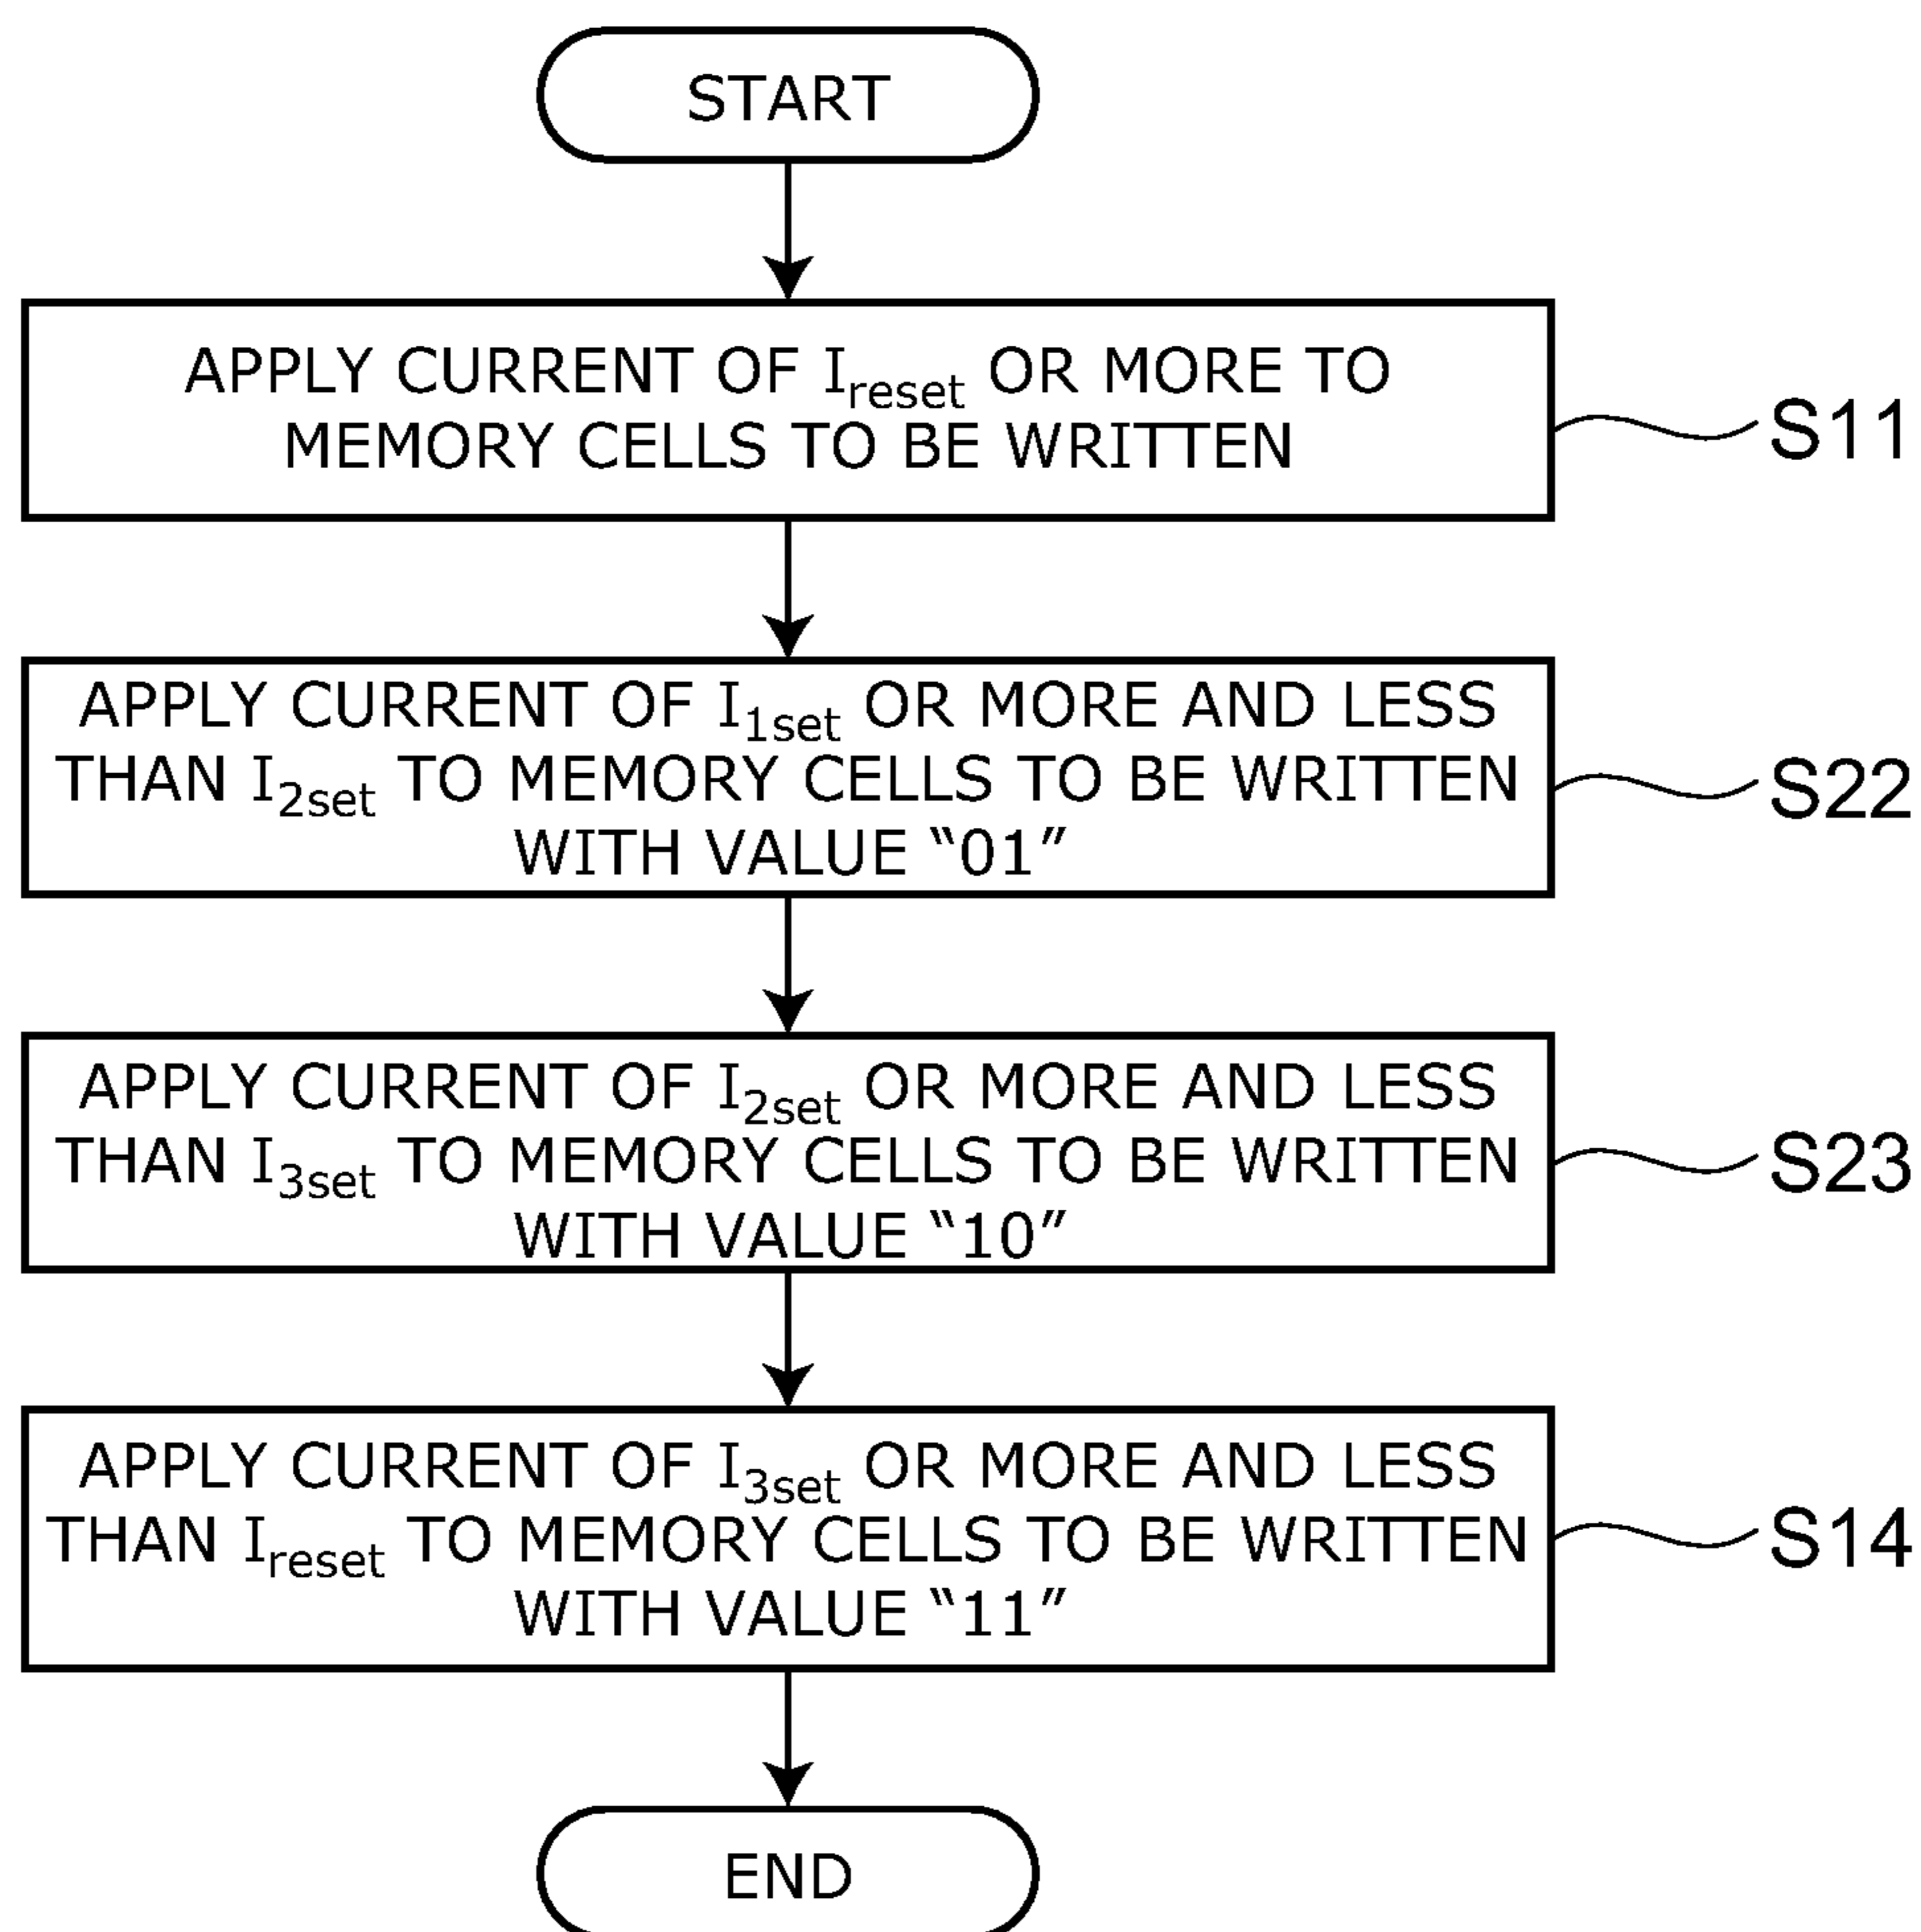 START
APPLY CURRENT OF Ireset OR MORE TO
MEMORY CELLS TO BE WRITTEN
S11
APPLY CURRENT OF I1set OR MORE AND LESS
THAN I2set TO MEMORY CELLS TO BE WRITTEN
WITH VALUE “01”
S22
APPLY CURRENT OF I2set OR MORE AND LESS
THAN I3set TO MEMORY CELLS TO BE WRITTEN
WITH VALUE “10”
S23
APPLY CURRENT OF I3set OR MORE AND LESS
THAN Ireset TO MEMORY CELLS TO BE WRITTEN
WITH VALUE “11”
S14
END